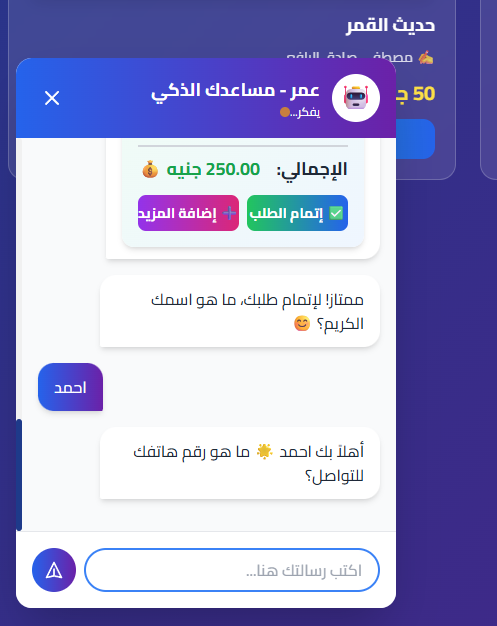 حديث القمر
✍️ مصطفى صادق الرافعي
50 ج
عمر - مساعدك الذكي
يفكر...
الإجمالي: 250.00 جنيه 💰
✅ إتمام الطلب
➕ إضافة المزيد
ممتاز! لإتمام طلبك، ما هو اسمك
الكريم؟ 😊
احمد
أهلاً بك احمد 🌟 ما هو رقم هاتفك
للتواصل؟
اكتب رسالتك هنا...